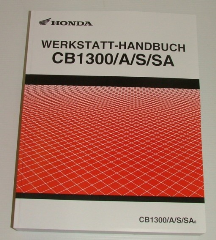 HONDA
WERKSTATT-HANDBUCH
CB1300/A/S/SA
CB1300/A/S/SA